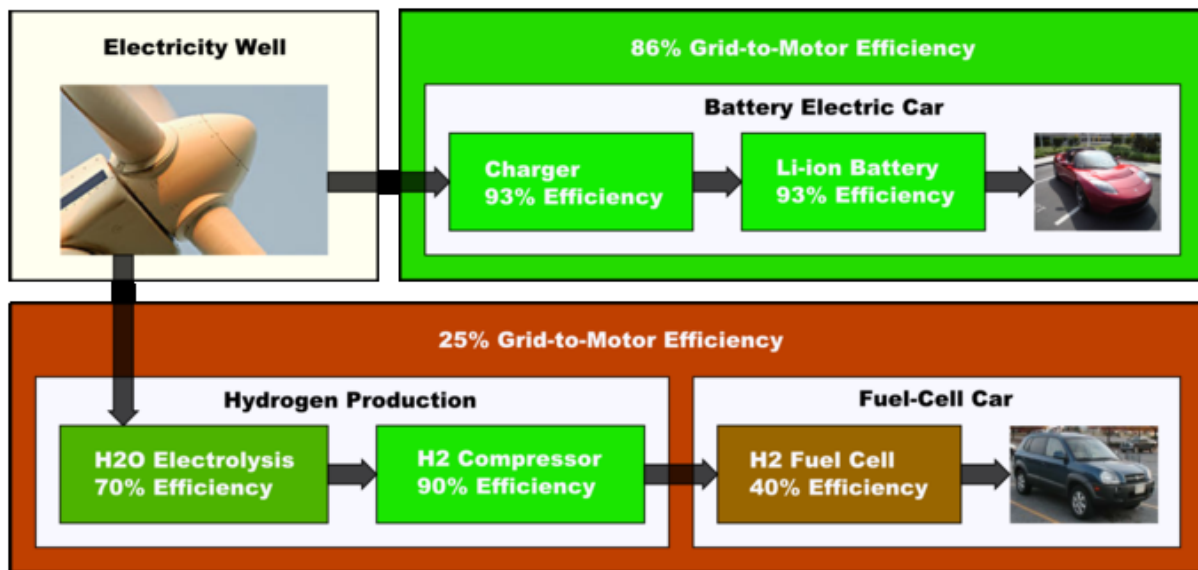 Electricity Well
86% Grid-to-Motor Efficiency
Battery Electric Car
Charger
93% Efficiency
Li-ion Battery
93% Efficiency
25% Grid-to-Motor Efficiency
Hydrogen Production
H2O Electrolysis
70% Efficiency
H2 Compressor
90% Efficiency
Fuel-Cell Car
H2 Fuel Cell
40% Efficiency